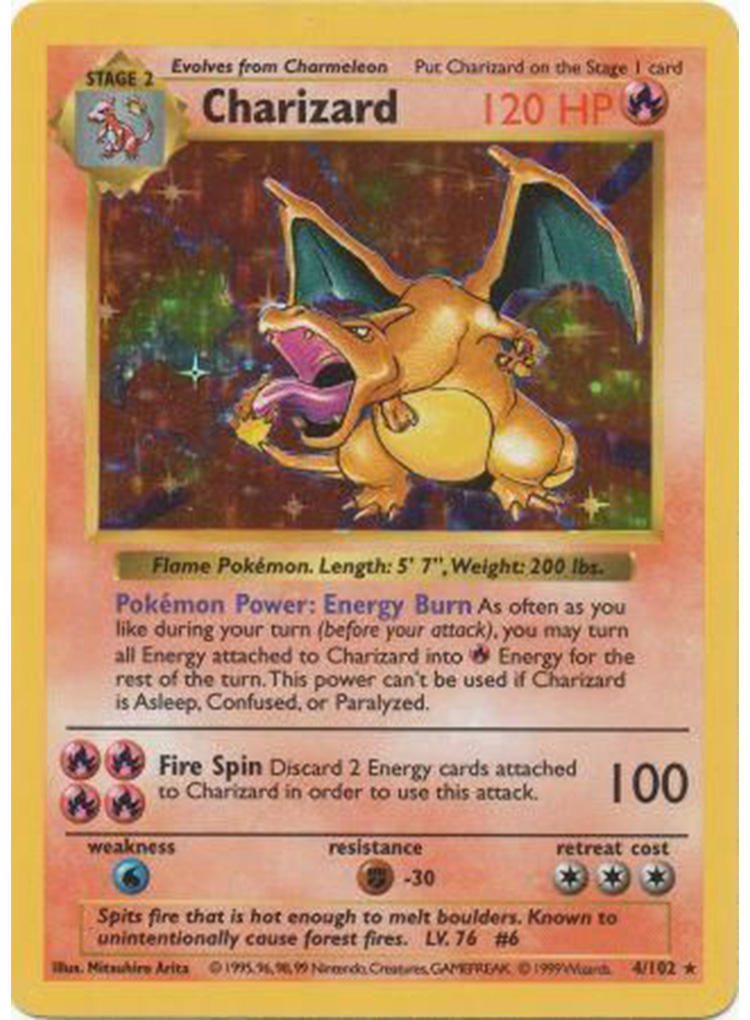 STAGE 2
Evolves from Charmeleon Put Charizard on the Stage 1 card
Charizard 120 HP
Flame Pokémon. Length: 5' 7", Weight: 200 lbs.
Pokémon Power: Energy Burn As often as you
like during your turn (before your attack), you may turn
all Energy attached to Charizard into Energy for the
rest of the turn. This power can't be used if Charizard
is Asleep, Confused, or Paralyzed.
Fire Spin Discard 2 Energy cards attached
to Charizard in order to use this attack.
100
weakness resistance retreat cost
-30
Spits fire that is hot enough to melt boulders. Known to
unintentionally cause forest fires. LV. 76 #6
Illus. Mitsuhiro Arita © 1995, 96, 98, 99 Nintendo, Creatures, GAMEFREAK. © 1999 Wizards. 4/102 ★